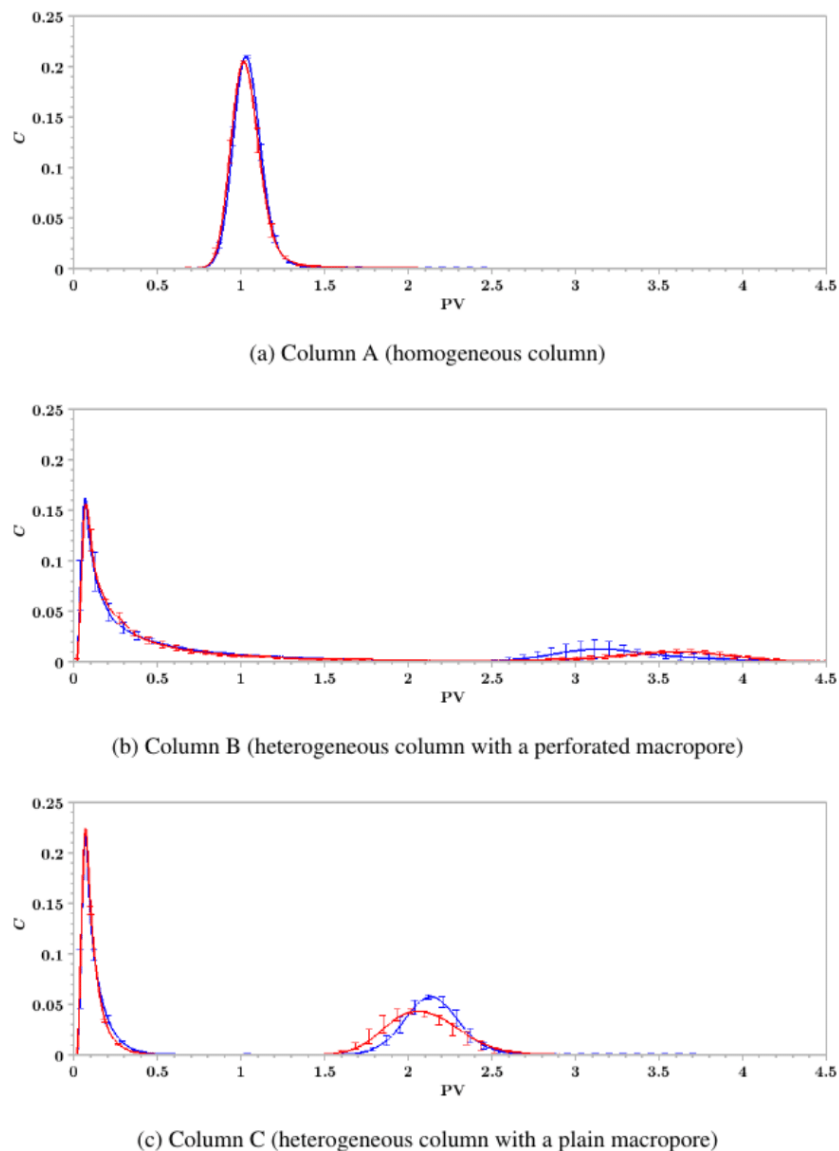 0.25
0.2
0.15
0.1
0.05
0
C
0 0.5 1 1.5 2 2.5 3 3.5 4 4.5
PV
(a) Column A (homogeneous column)
0.25
0.2
0.15
0.1
0.05
0
C
0 0.5 1 1.5 2 2.5 3 3.5 4 4.5
PV
(b) Column B (heterogeneous column with a perforated macropore)
0.25
0.2
0.15
0.1
0.05
0
C
0 0.5 1 1.5 2 2.5 3 3.5 4 4.5
PV
(c) Column C (heterogeneous column with a plain macropore)